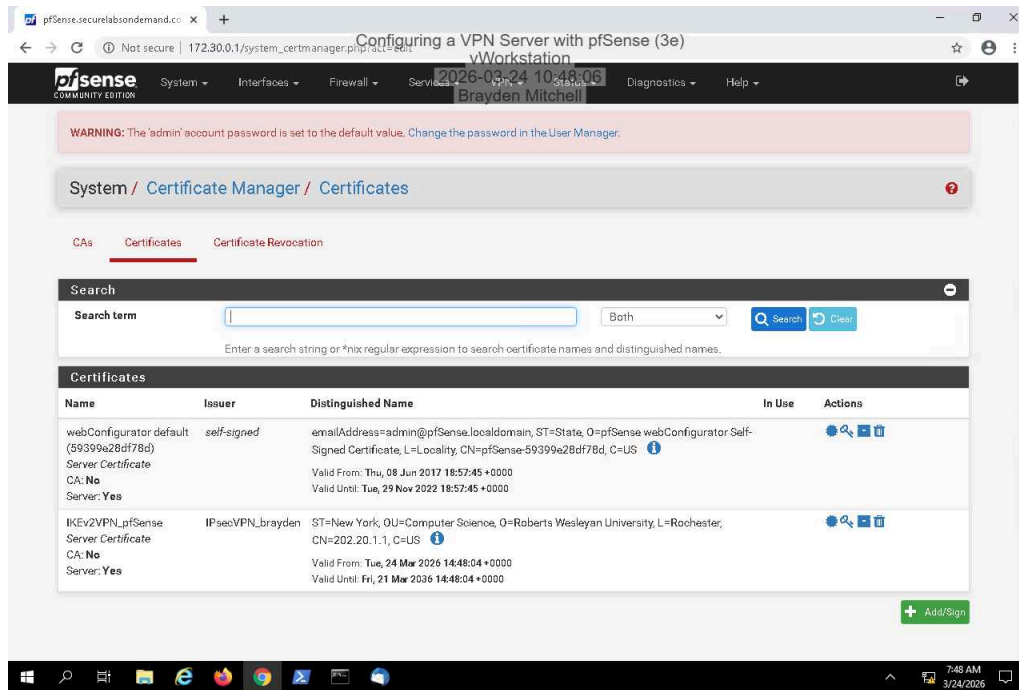 pfSense.securelabsondemand.co
Not secure | 172.30.0.1/system_certmanager.php?act=edit
Configuring a VPN Server with pfSense (3e)
vWorkstation
2026-03-24 10:48:06
Brayden Mitchell
pfsense System Interfaces Firewall Services VPN Status Diagnostics Help
COMMUNITY EDITION
WARNING: The 'admin' account password is set to the default value. Change the password in the User Manager.
System / Certificate Manager / Certificates
CAs Certificates Certificate Revocation
Search
Search term Both Search Clear
Enter a search string or *nix regular expression to search certificate names and distinguished names.
Certificates
Name Issuer Distinguished Name In Use Actions
webConfigurator default self-signed emailAddress=admin@pfSense.localdomain, ST=State, O=pfSense webConfigurator Self-
(59399e28df78d) Signed Certificate, L=Locality, CN=pfSense-59399e28df78d, C=US
Server Certificate
CA: No Valid From: Thu, 08 Jun 2017 18:57:45 +0000
Server: Yes Valid Until: Tue, 29 Nov 2022 18:57:45 +0000
IKEv2VPN_pfSense IPsecVPN_brayden ST=New York, OU=Computer Science, O=Roberts Wesleyan University, L=Rochester,
Server Certificate CN=202.20.1.1, C=US
CA: No Valid From: Tue, 24 Mar 2026 14:48:04 +0000
Server: Yes Valid Until: Fri, 21 Mar 2036 14:48:04 +0000
Add/Sign
7:48 AM
3/24/2026